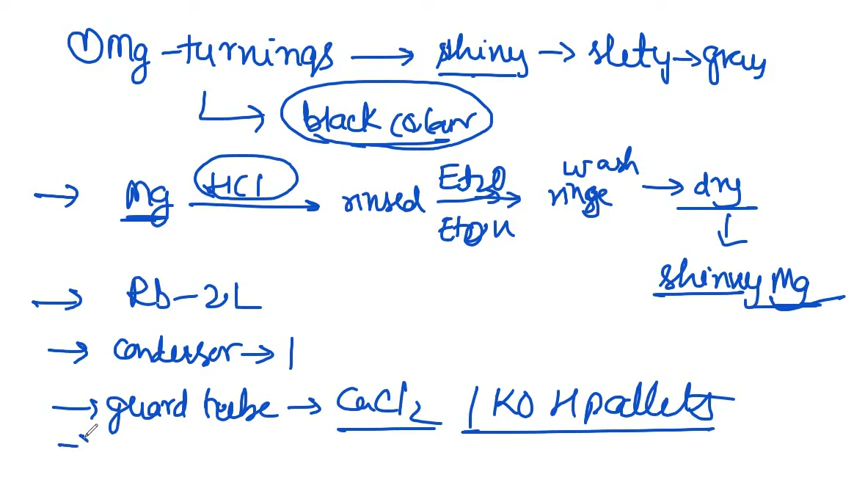 ① Mg - turnings → shiny → slety → gray
↳ black colour
→ Mg HCl → rinsed Et2O EtOH → wash ringe → dry
↓
shinny Mg
→ Rb - 2L
→ condensor → 1
→ guard tube → CaCl2 / KOH pallets